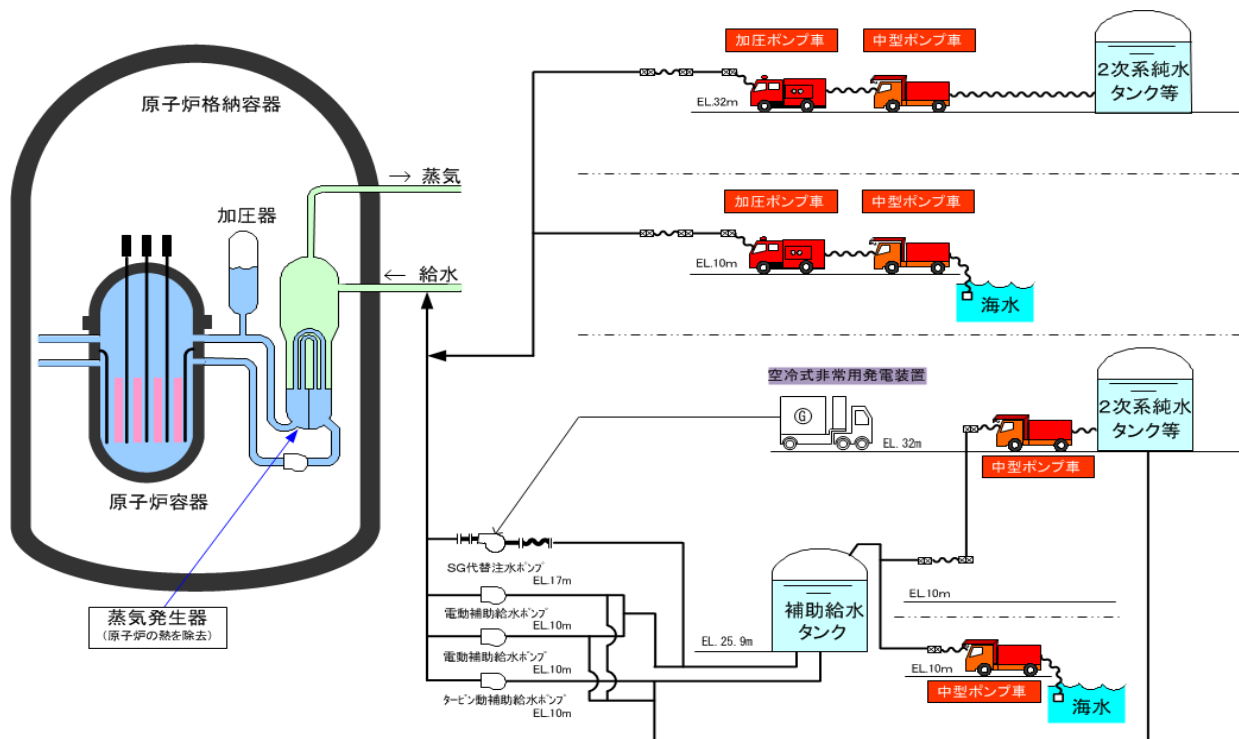 加圧ポンプ車
中型ポンプ車
2次系純水
タンク等
EL.32m
原子炉格納容器
→ 蒸気
加圧器
← 給水
加圧ポンプ車
中型ポンプ車
EL.10m
海水
空冷式非常用発電装置
G
EL.32m
2次系純水
タンク等
中型ポンプ車
原子炉容器
SG代替注水ポンプ
EL.17m
電動補助給水ポンプ
EL.10m
電動補助給水ポンプ
EL.10m
タービン動補助給水ポンプ
EL.10m
蒸気発生器
(原子炉の熱を除去)
補助給水
タンク
EL.25.9m
EL.10m
EL.10m
中型ポンプ車
海水